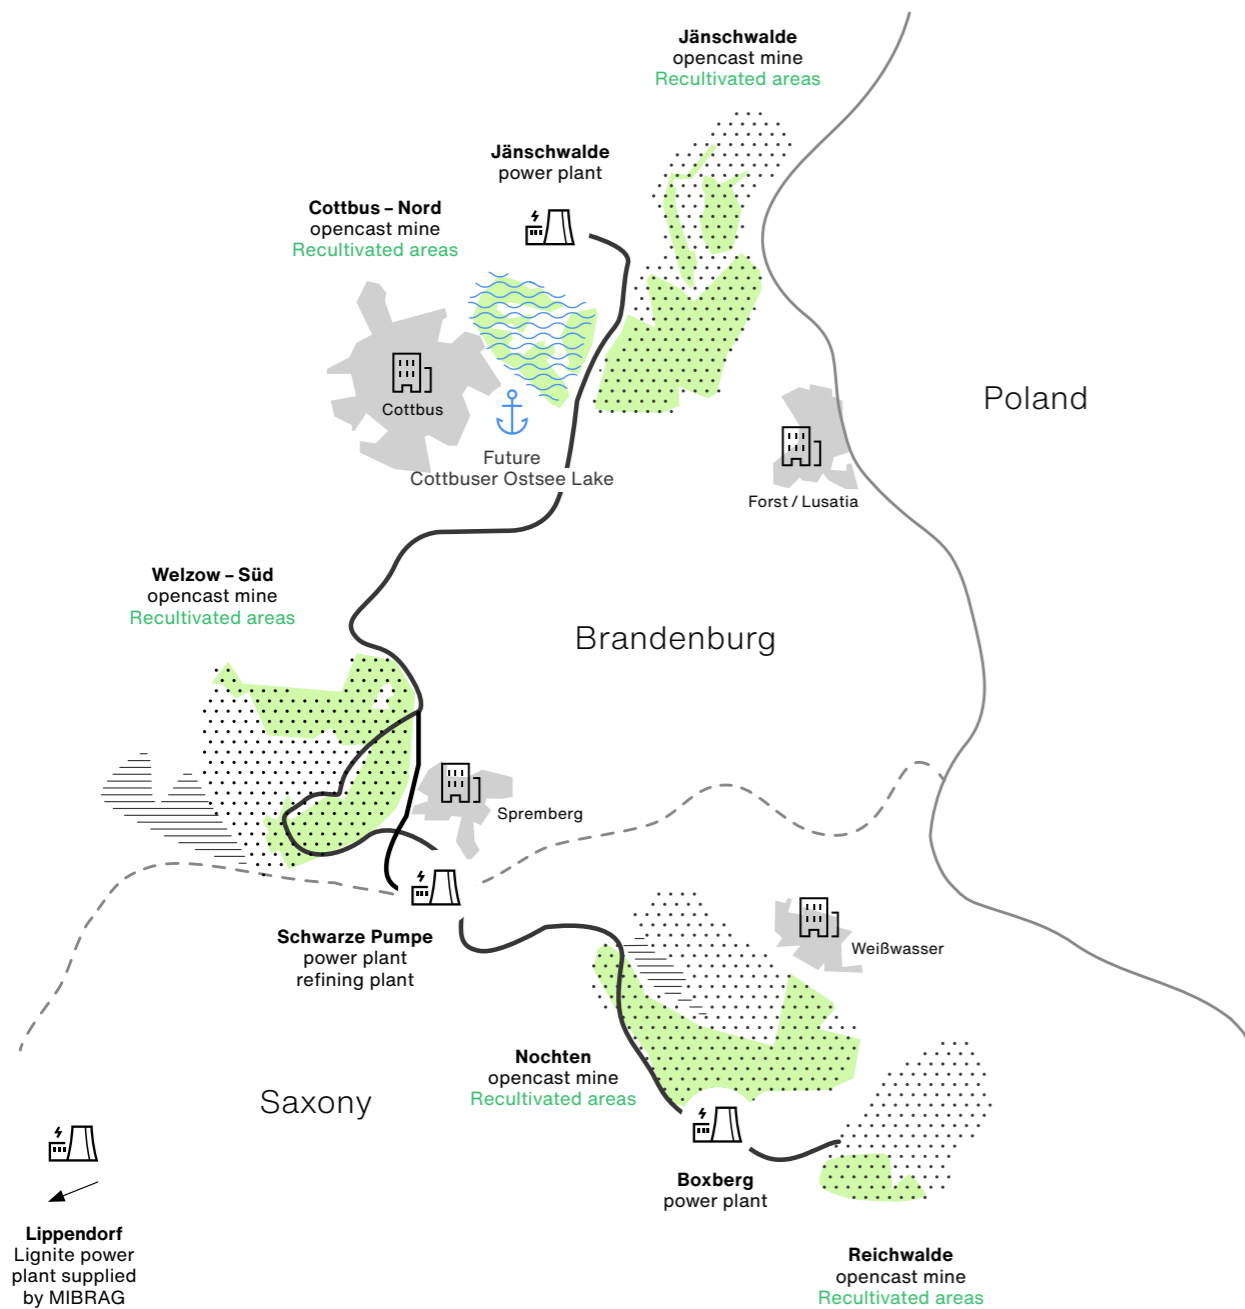 Jänschwalde
opencast mine
Recultivated areas
Jänschwalde
power plant
Cottbus – Nord
opencast mine
Recultivated areas
Poland
Cottbus
Future
Cottbuser Ostsee Lake
Forst / Lusatia
Welzow – Süd
opencast mine
Recultivated areas
Brandenburg
Spremberg
Schwarze Pumpe
power plant
refining plant
Weißwasser
Nochten
opencast mine
Recultivated areas
Saxony
Boxberg
power plant
Lippendorf
Lignite power
plant supplied
by MIBRAG
Reichwalde
opencast mine
Recultivated areas